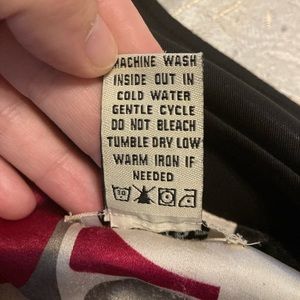 MACHINE WASH
INSIDE OUT IN
COLD WATER
GENTLE CYCLE
DO NOT BLEACH
TUMBLE DRY LOW
WARM IRON IF
NEEDED